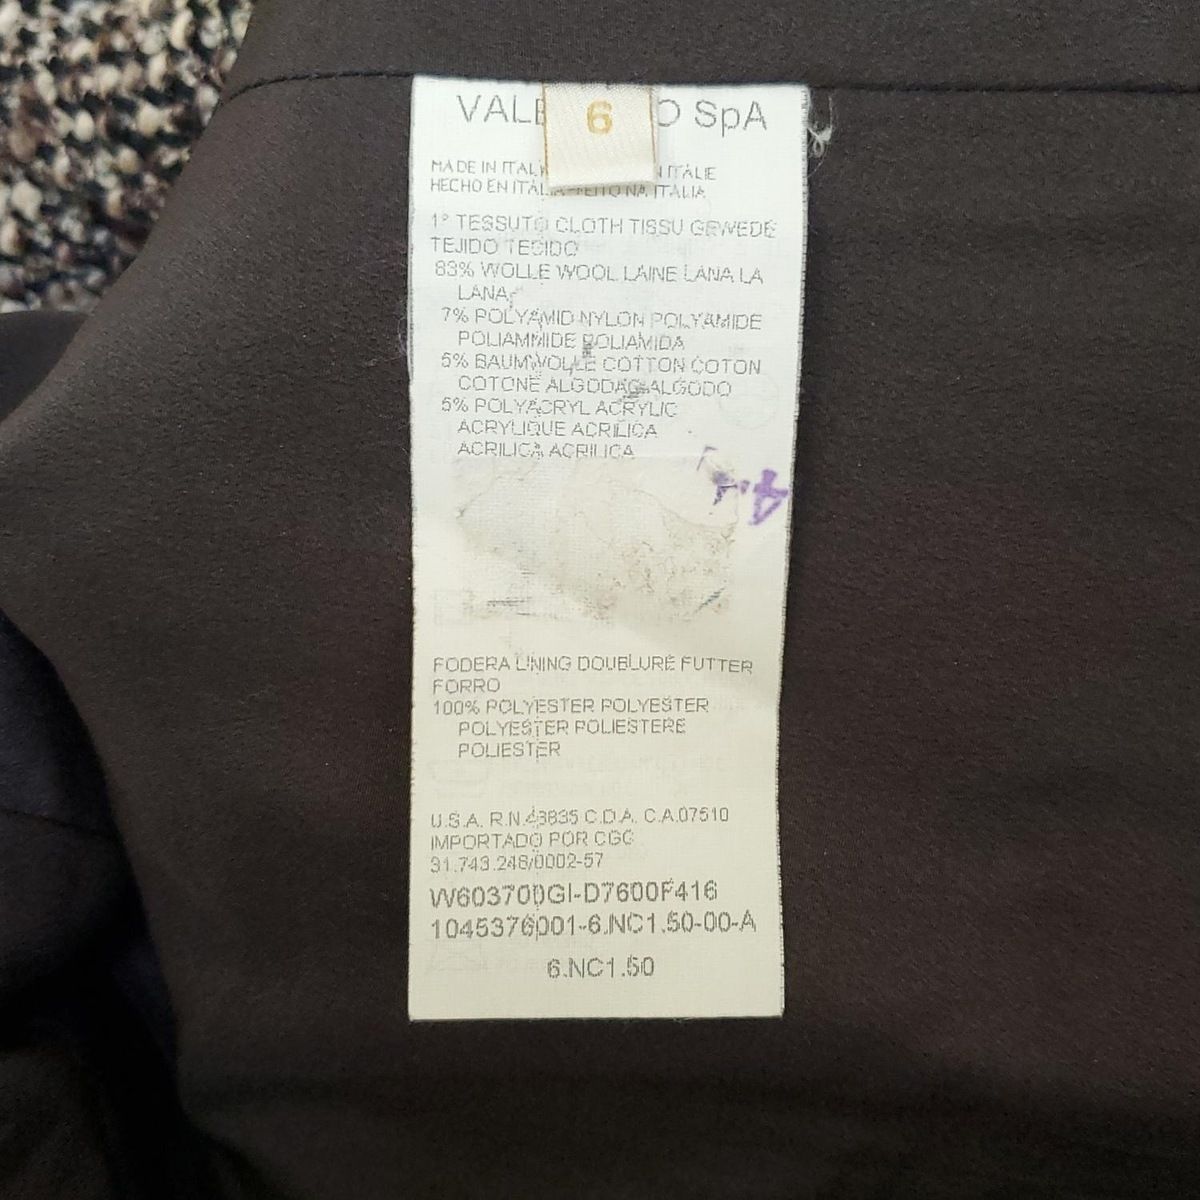 6
SpA
MADE IN ITALIE
HECHO EN ITALIA FEITO NA ITALIA
1° TESSUTO CLOTH TISSU GEWEDE
TEJIDO TECIDO
83% WOLLE WOOL LAINE LANA LA
LANA
7% POLYAMID NYLON POLYAMIDE
POLIAMMIDE POLIAMIDA
5% BAUMWOLLE COTTON COTON
COTONE ALGODAO ALGODO
5% POLYACRYL ACRYLIC
ACRYLIQUE ACRILICA
ACRILICA ACRILICA
FODERA LINING DOUBLURE FUTTER
FORRO
100% POLYESTER POLYESTER
POLYESTER POLIESTERE
POLIESTER
U.S.A. R.N.48835 C.D.A. C.A.07510
IMPORTADO POR CGC
31.743.248/0002-57
W603700GI-D7600F416
1045376001-6.NC1.50-00-A
6.NC1.50